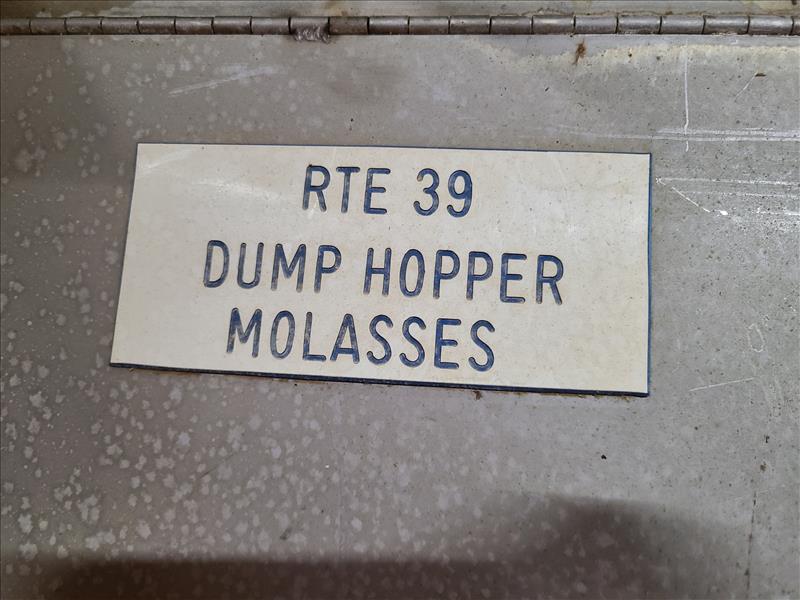 RTE 39
DUMP HOPPER
MOLASSES